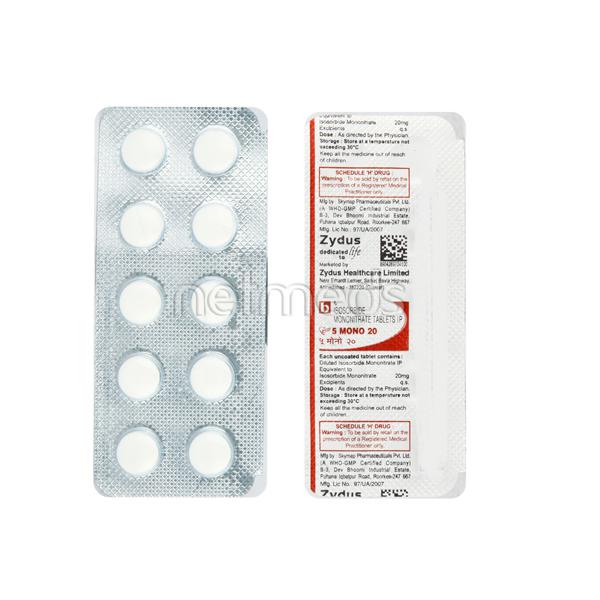 Equivalent to
Isosorbide Mononitrate 20mg
Excipients q.s.
Dose : As directed by the Physician.
Storage : Store at a temperature not
exceeding 30°C
Keep all the medicine out of reach
of children.
SCHEDULE 'H' DRUG :
Warning : To be sold by retail on the
prescription of a Registered Medical
Practitioner only.
Mfg by : Skymap Pharmaceuticals Pvt. Ltd.
(A WHO-GMP Certified Company)
B-3, Dev Bhoomi Industrial Estate,
Puhana Iqbalpur Road, Roorkee-247 667
Mfg. Lic No.: 97/UA/2007
Zydus
dedicated life
to
Marketed by :
Zydus Healthcare Limited
Ahmedabad - 382220 (Gujarat)
netmeds
ISOSORBIDE
MONONITRATE TABLETS IP
5 MONO 20
५ मोनो २०
Each uncoated tablet contains :
Diluted Isosorbide Mononitrate IP
Equivalent to
Isosorbide Mononitrate 20mg
Excipients q.s.
Dose : As directed by the Physician.
Storage : Store at a temperature not
exceeding 30°C
Keep all the medicine out of reach
of children.
SCHEDULE 'H' DRUG :
Warning : To be sold by retail on the
prescription of a Registered Medical
Practitioner only.
Mfg by : Skymap Pharmaceuticals Pvt. Ltd.
(A WHO-GMP Certified Company)
B-3, Dev Bhoomi Industrial Estate,
Puhana Iqbalpur Road, Roorkee-247 667
Mfg. Lic No.: 97/UA/2007
Zydus